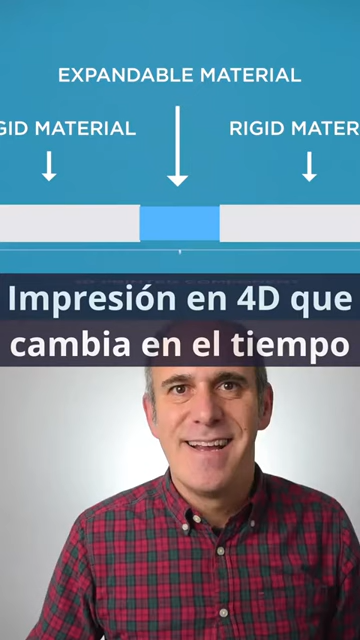 EXPANDABLE MATERIAL
GID MATERIAL
RIGID MATER
Impresión en 4D que
cambia en el tiempo